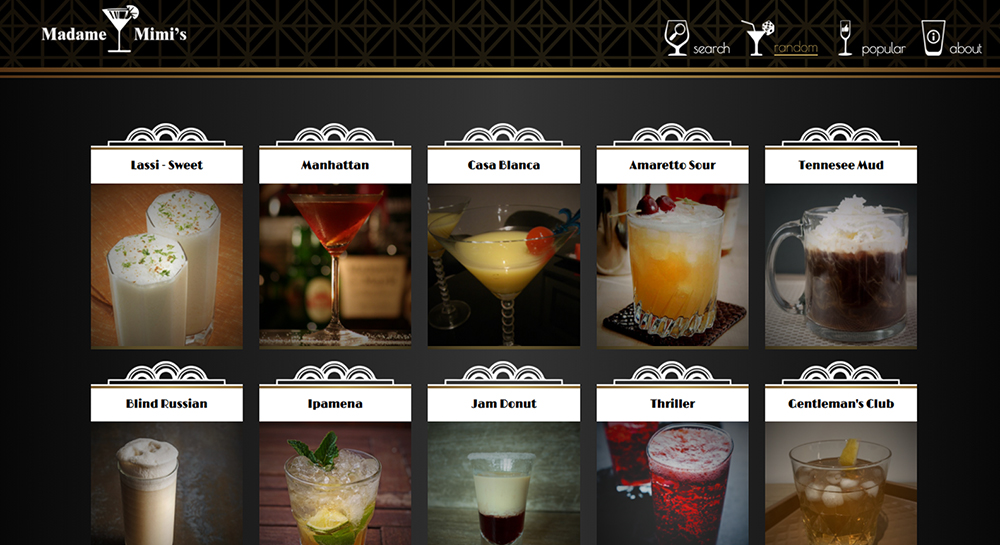 Madame Mimi's
search random popular about
Lassi - Sweet Manhattan Casa Blanca Amaretto Sour Tennesee Mud
Blind Russian Ipamena Jam Donut Thriller Gentleman's Club